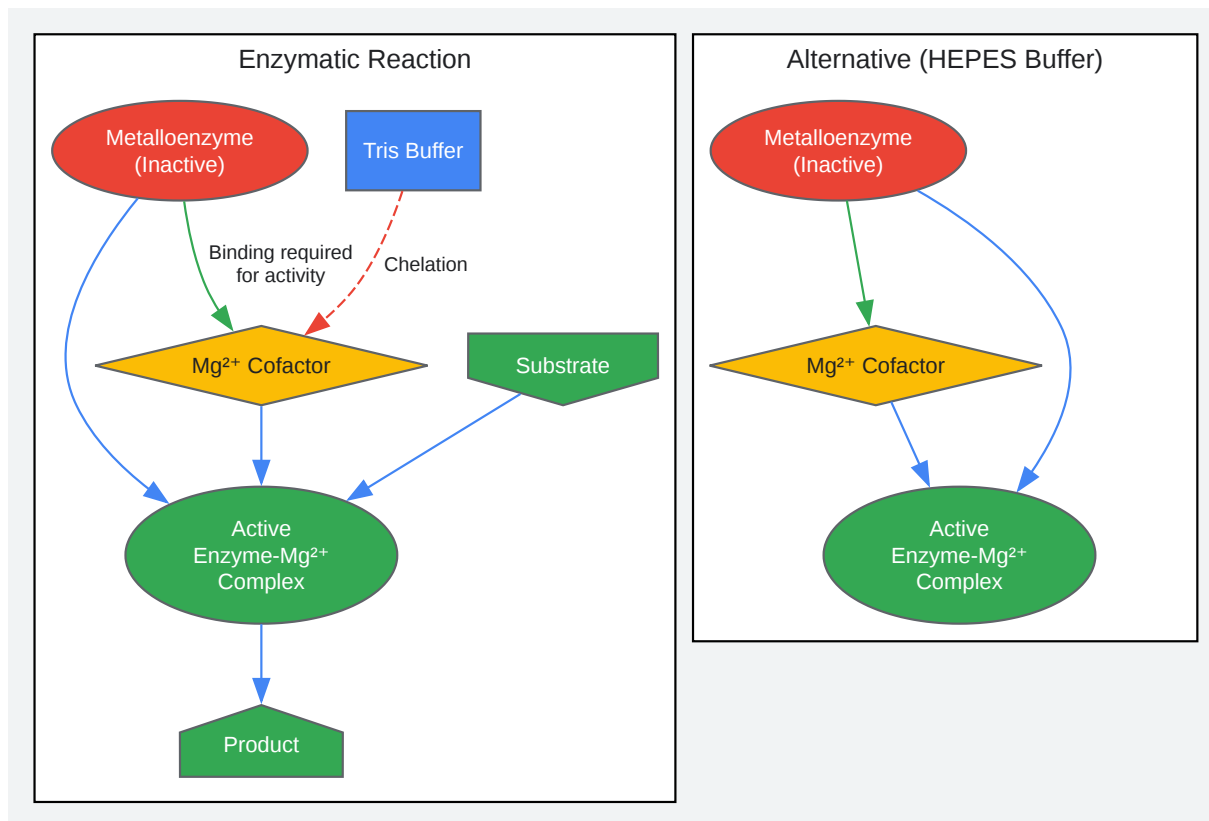 Enzymatic Reaction
Metalloenzyme
(Inactive)
Tris Buffer
Binding required
for activity
Chelation
Mg²⁺ Cofactor
Substrate
Active
Enzyme-Mg²⁺
Complex
Product
Alternative (HEPES Buffer)
Metalloenzyme
(Inactive)
Mg²⁺ Cofactor
Active
Enzyme-Mg²⁺
Complex